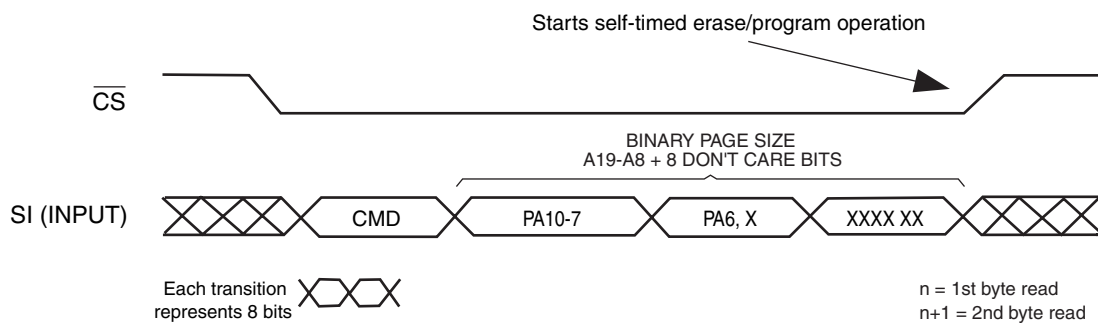 Starts self-timed erase/program operation
CS
BINARY PAGE SIZE
A19-A8 + 8 DON'T CARE BITS
SI (INPUT)
CMD
PA10-7
PA6, X
XXXX XX
Each transition
represents 8 bits
n = 1st byte read
n+1 = 2nd byte read